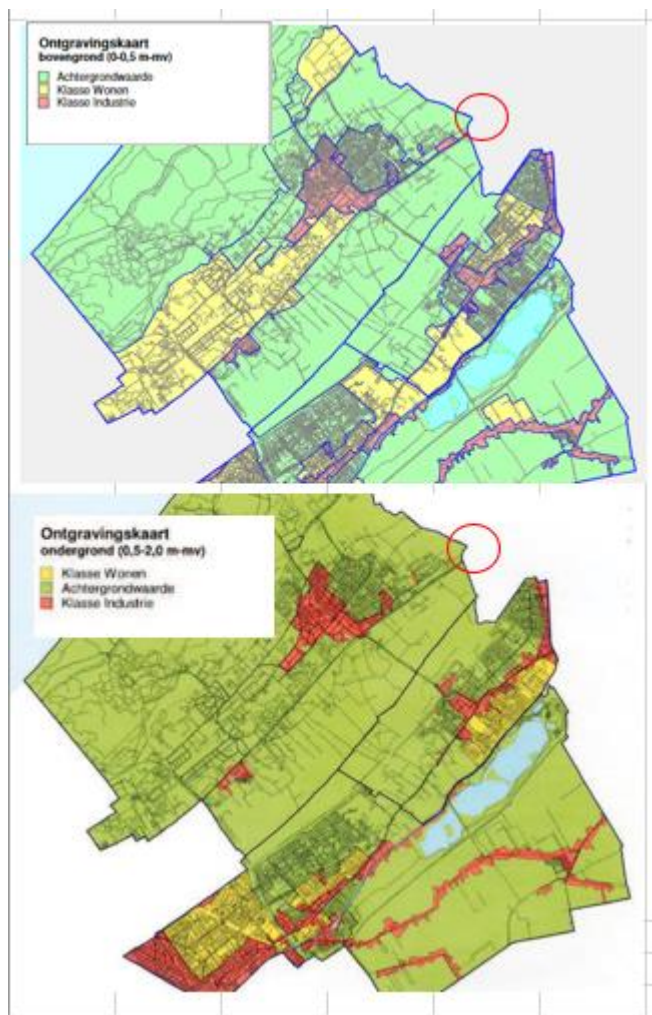 Ontgravingskaart
bovengrond (0-0,5 m-mv)
Achtergrondwaarde
Klasse Wonen
Klasse Industrie
Ontgravingskaart
ondergrond (0,5-2,0 m-mv)
Klasse Wonen
Achtergrondwaarde
Klasse Industrie